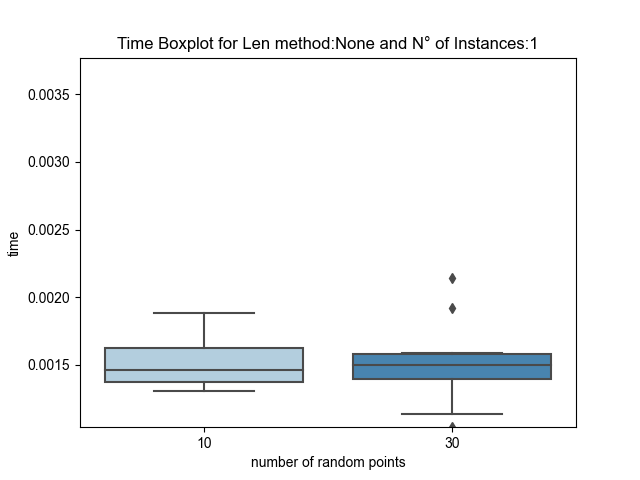 Time Boxplot for Len method:None and N° of Instances:1
0.0035
0.0030
0.0025
0.0020
0.0015
time
10
30
number of random points